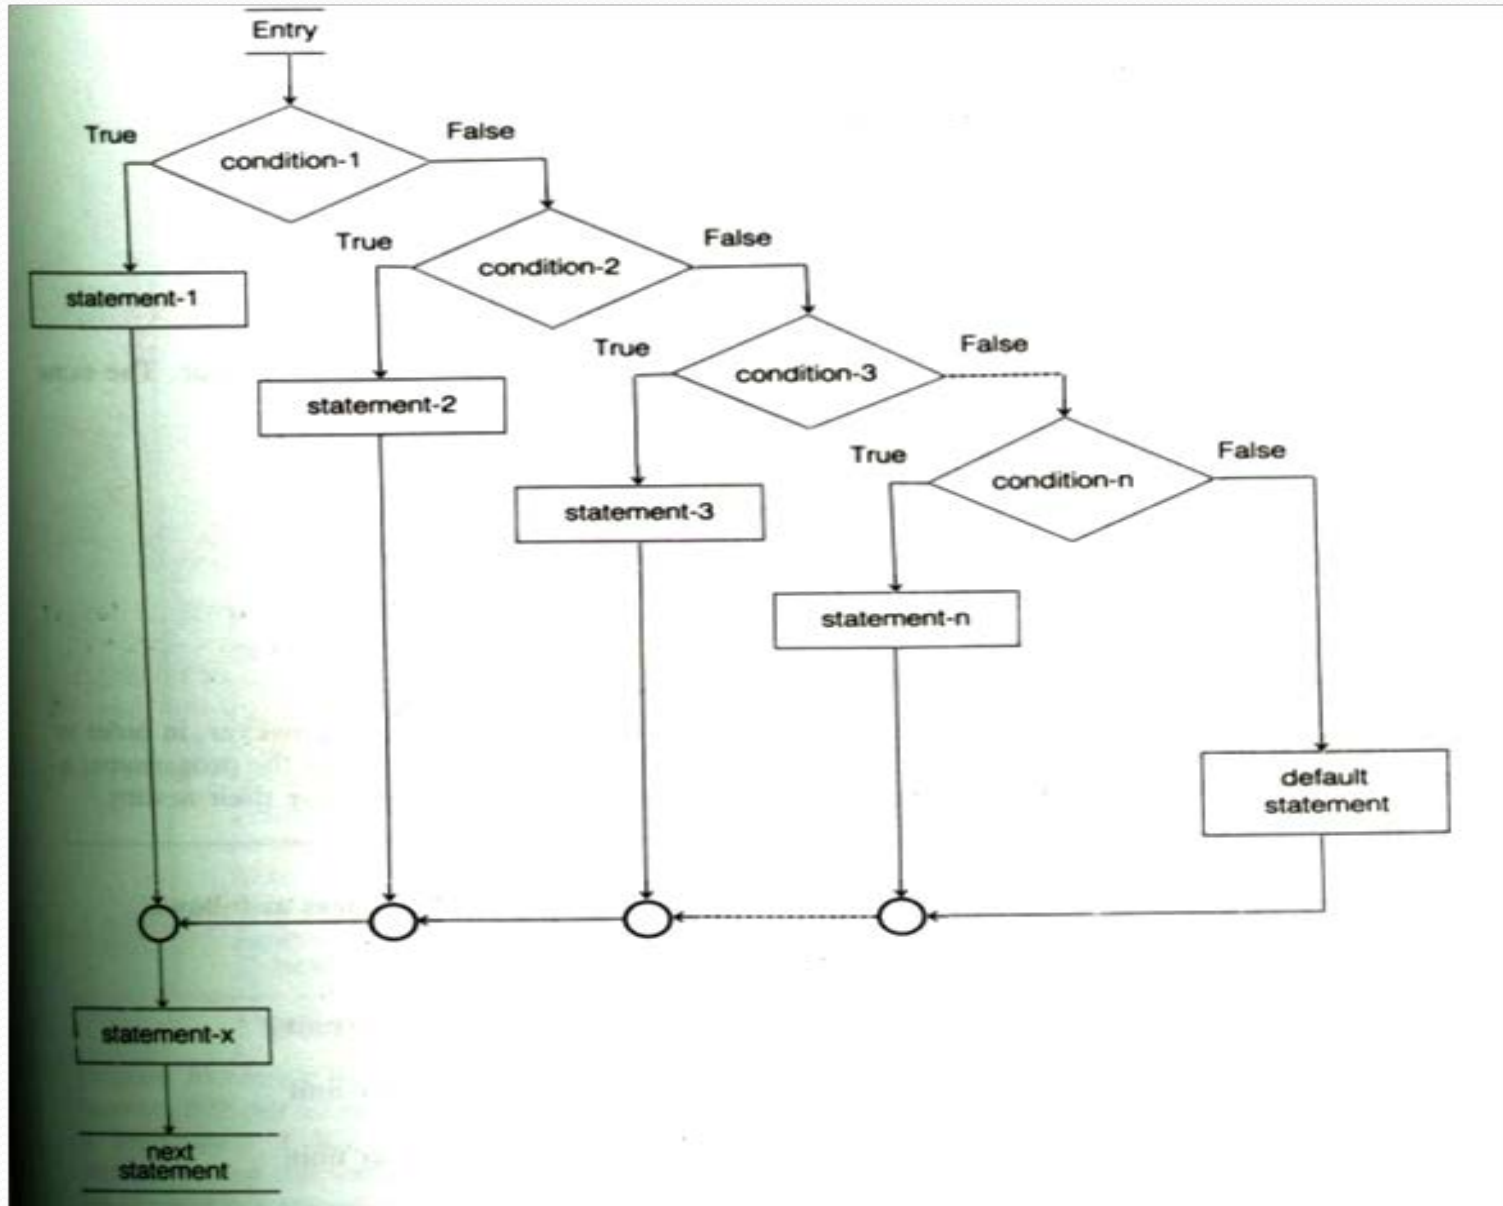 Entry
True
False
condition-1
True
False
condition-2
statement-1
True
False
condition-3
statement-2
True
False
condition-n
statement-3
statement-n
default
statement
statement-x
next
statement